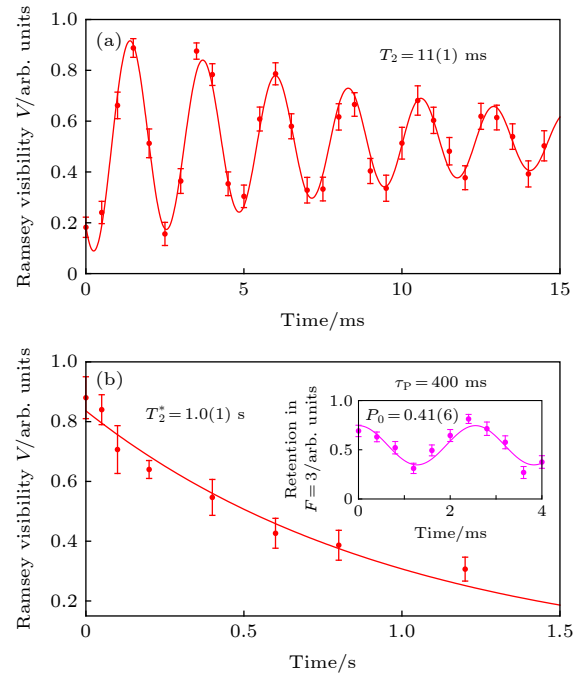 (a)
T₂=11(1) ms
Ramsey visibility V/arb. units
1.0
0.8
0.6
0.4
0.2
0
0
5
10
15
Time/ms
(b)
T₂*=1.0(1) s
Ramsey visibility V/arb. units
1.0
0.8
0.6
0.4
0.2
0
0.5
1.0
1.5
Time/s
τP=400 ms
P₀=0.41(6)
Retention in
F=3/arb. units
1.0
0.5
0
0
2
4
Time/ms